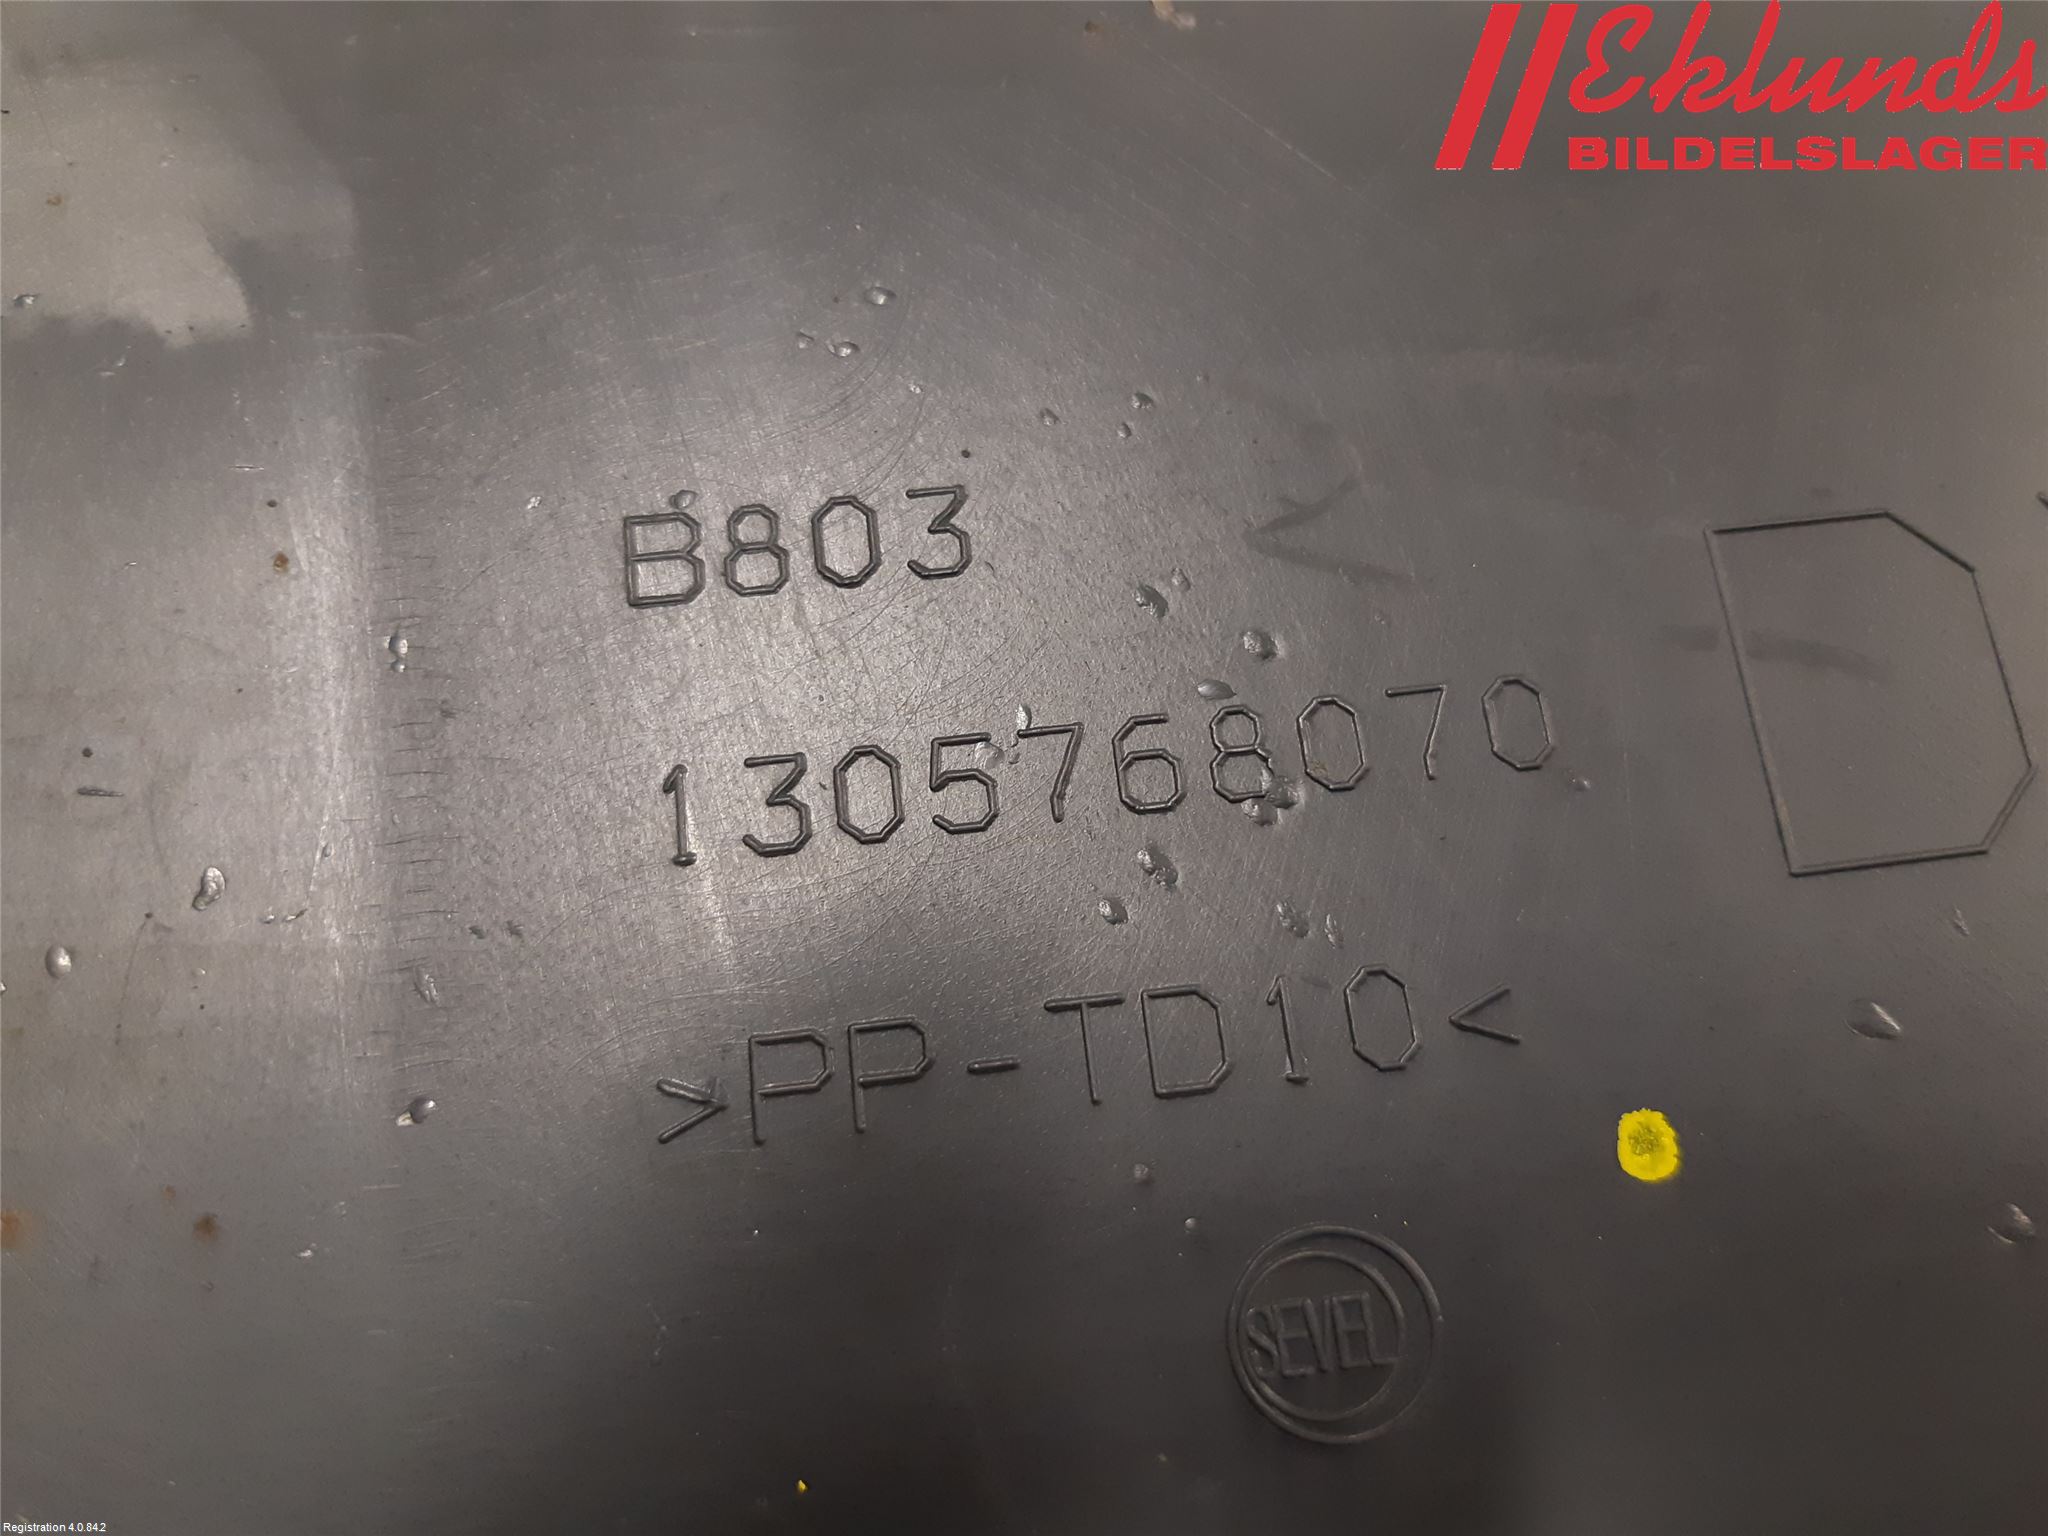 Eklunds
BILDELSLAGER
B803
1305768070
D
>PP-TD10<
SEVEL
Registration 4.0.84.2